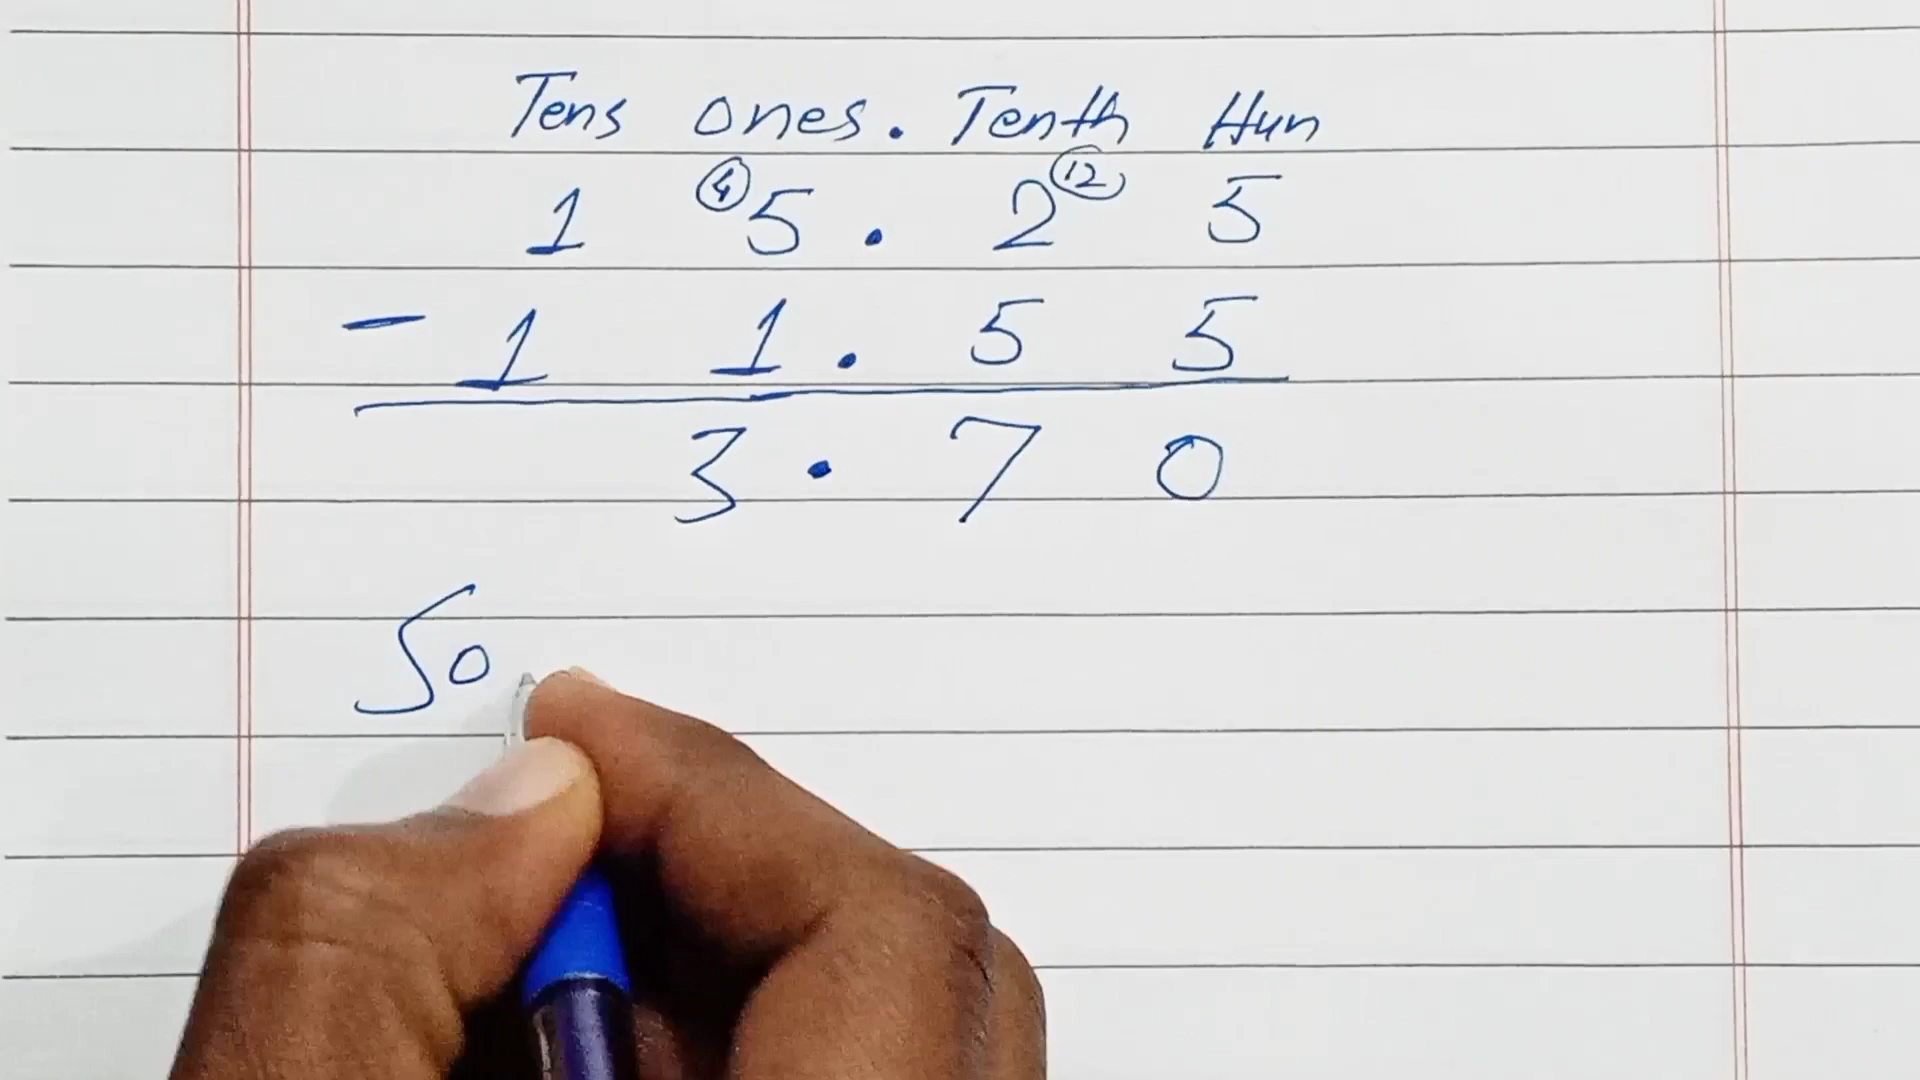 Tens ones. Tenth Hun
1 ④5 . 2⑫ 5
- 1 1 . 5 5
3 . 7 0
So